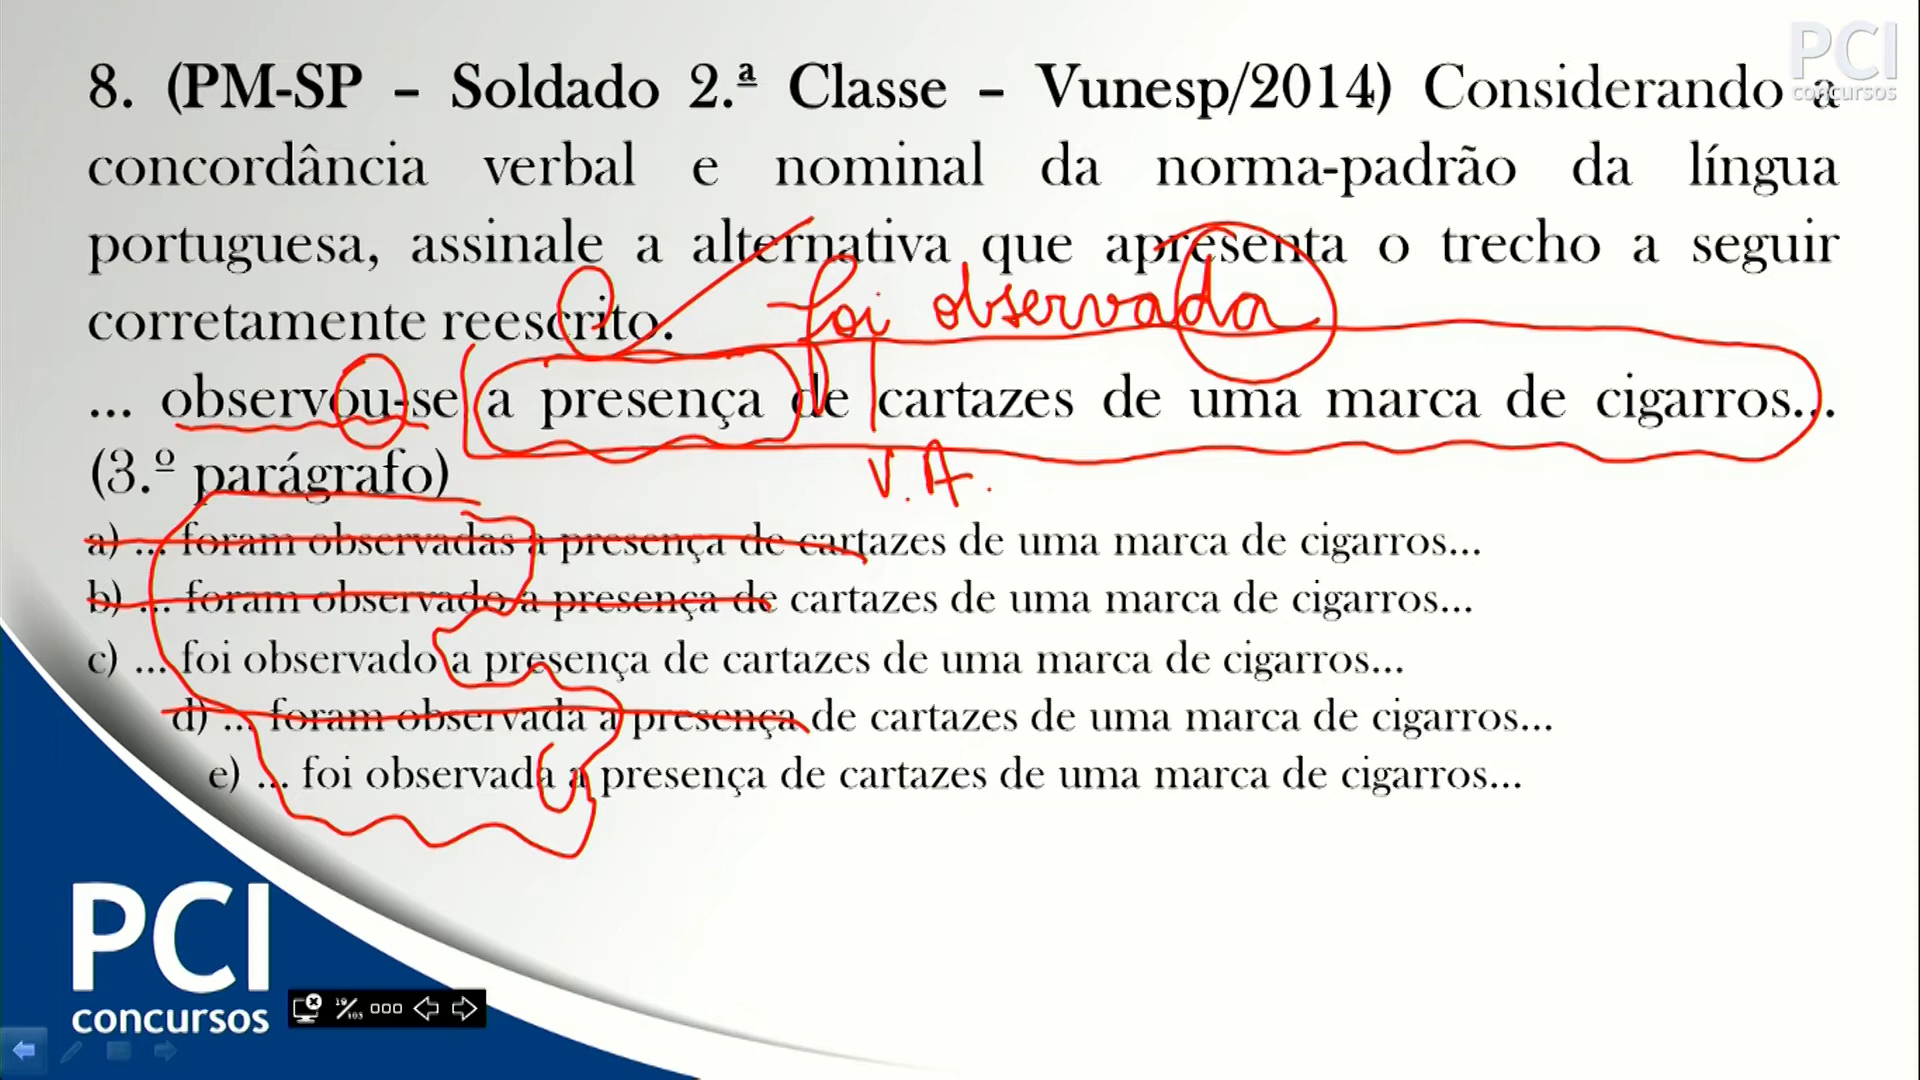 PCI
concursos
8. (PM-SP – Soldado 2.ª Classe – Vunesp/2014) Considerando a
concordância verbal e nominal da norma-padrão da língua
portuguesa, assinale a alternativa que apresenta o trecho a seguir
corretamente reescrito.
foi observada
... observou-se a presença de cartazes de uma marca de cigarros...
(3.º parágrafo)
V.A.
a) ... foram observadas a presença de cartazes de uma marca de cigarros...
b) ... foram observado a presença de cartazes de uma marca de cigarros...
c) ... foi observado a presença de cartazes de uma marca de cigarros...
d) ... foram observada a presença de cartazes de uma marca de cigarros...
e) ... foi observada a presença de cartazes de uma marca de cigarros...
PCI
concursos
19/103